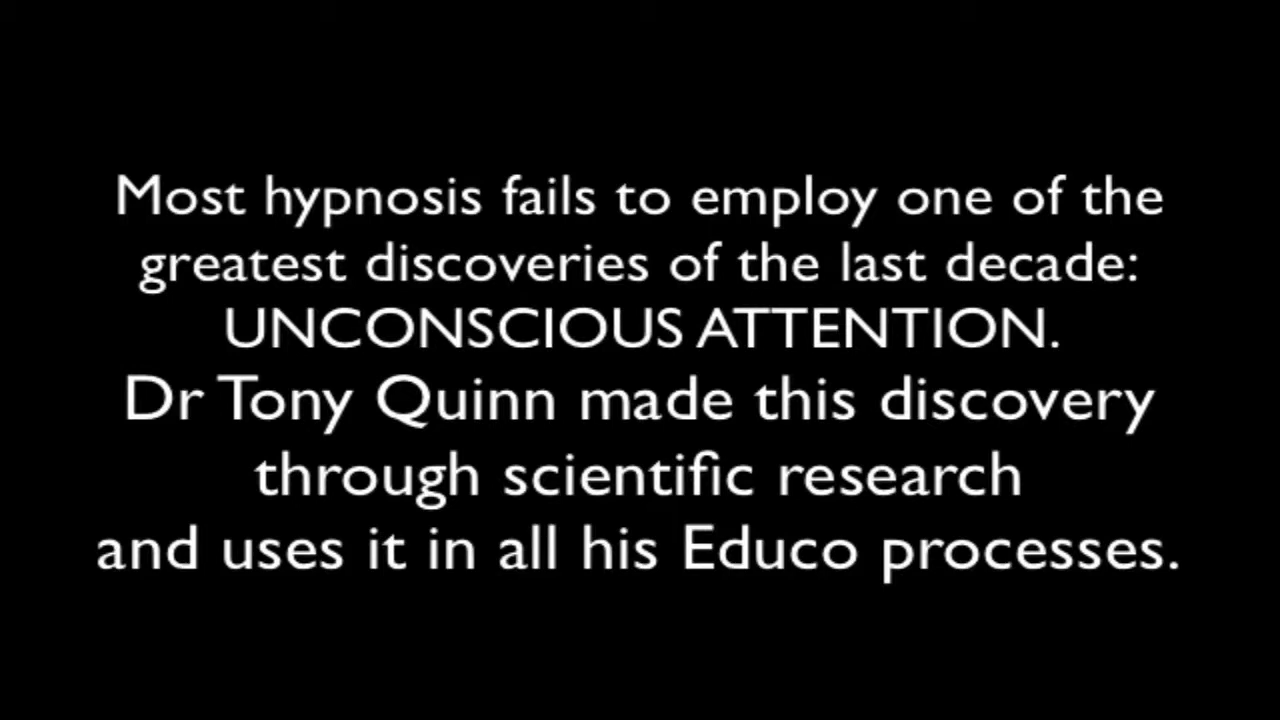 Most hypnosis fails to employ one of the
greatest discoveries of the last decade:
UNCONSCIOUS ATTENTION.
Dr Tony Quinn made this discovery
through scientific research
and uses it in all his Educo processes.